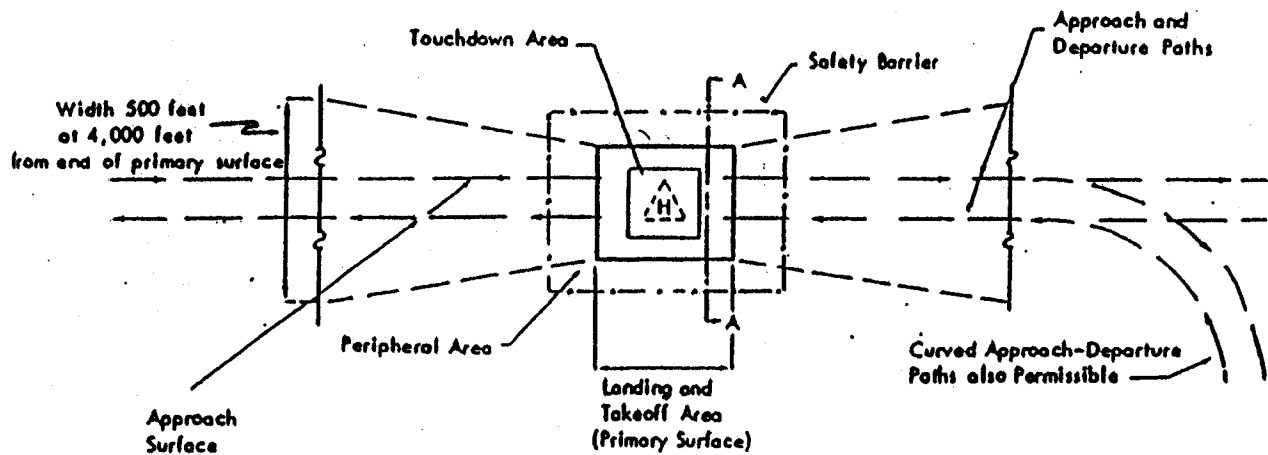 Touchdown Area
Approach and
Departure Paths
Safety Barrier
A
Width 500 feet
at 4,000 feet
from end of primary surface
H
A
Peripheral Area
Curved Approach-Departure
Paths also Permissible
Landing and
Takeoff Area
(Primary Surface)
Approach
Surface